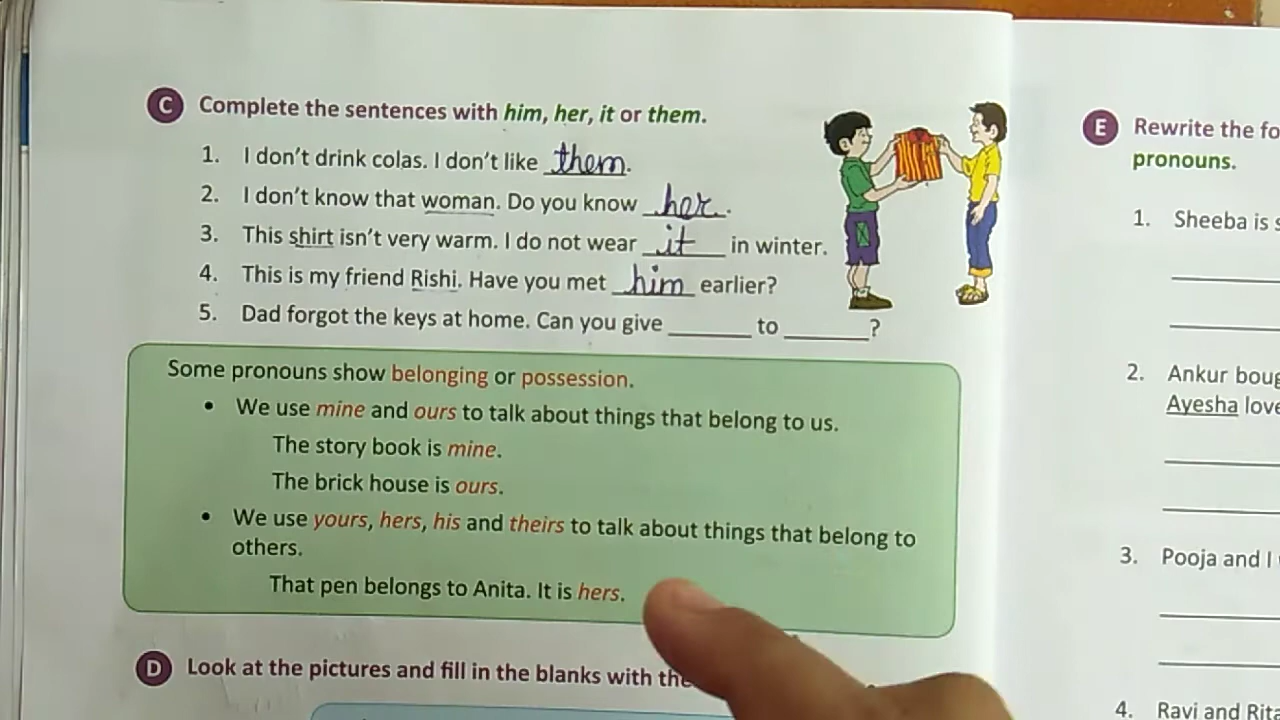 C Complete the sentences with him, her, it or them.
1. I don't drink colas. I don't like them.
2. I don't know that woman. Do you know her.
3. This shirt isn't very warm. I do not wear it in winter.
4. This is my friend Rishi. Have you met him earlier?
5. Dad forgot the keys at home. Can you give ______ to ______?
Some pronouns show belonging or possession.
• We use mine and ours to talk about things that belong to us.
The story book is mine.
The brick house is ours.
• We use yours, hers, his and theirs to talk about things that belong to
others.
That pen belongs to Anita. It is hers.
D Look at the pictures and fill in the blanks with the
E Rewrite the fo
pronouns.
1. Sheeba is
2. Ankur boug
Ayesha love
3. Pooja and I
4. Ravi and Rita